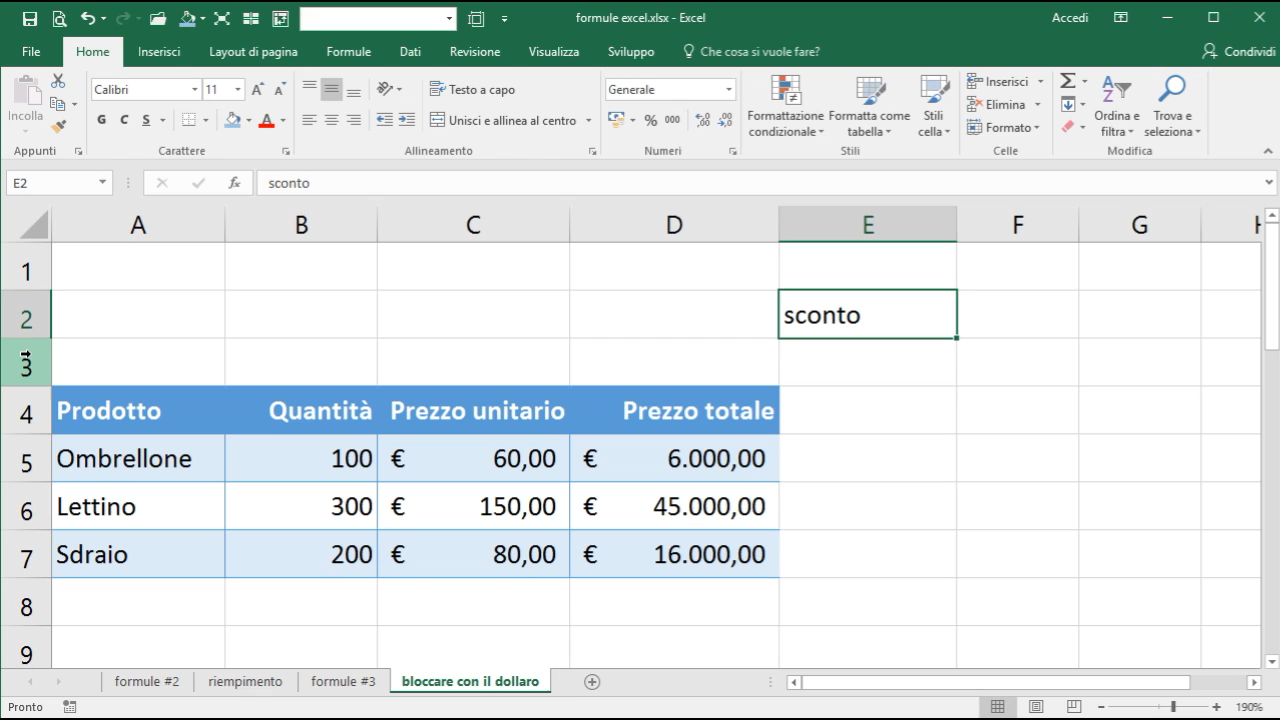 formule excel.xlsx - Excel
Accedi
File Home Inserisci Layout di pagina Formule Dati Revisione Visualizza Sviluppo Che cosa si vuole fare? Condividi
Incolla
Appunti
Calibri 11
G C S
Carattere
Testo a capo
Unisci e allinea al centro
Allineamento
Generale
% 000
Numeri
Formattazione condizionale
Formatta come tabella
Stili cella
Stili
Inserisci
Elimina
Formato
Celle
Ordina e filtra
Trova e seleziona
Modifica
E2 fx sconto
A B C D E F G H
1
2 sconto
3
4 Prodotto Quantità Prezzo unitario Prezzo totale
5 Ombrellone 100 € 60,00 € 6.000,00
6 Lettino 300 € 150,00 € 45.000,00
7 Sdraio 200 € 80,00 € 16.000,00
8
9
formule #2 riempimento formule #3 bloccare con il dollaro
Pronto 190%